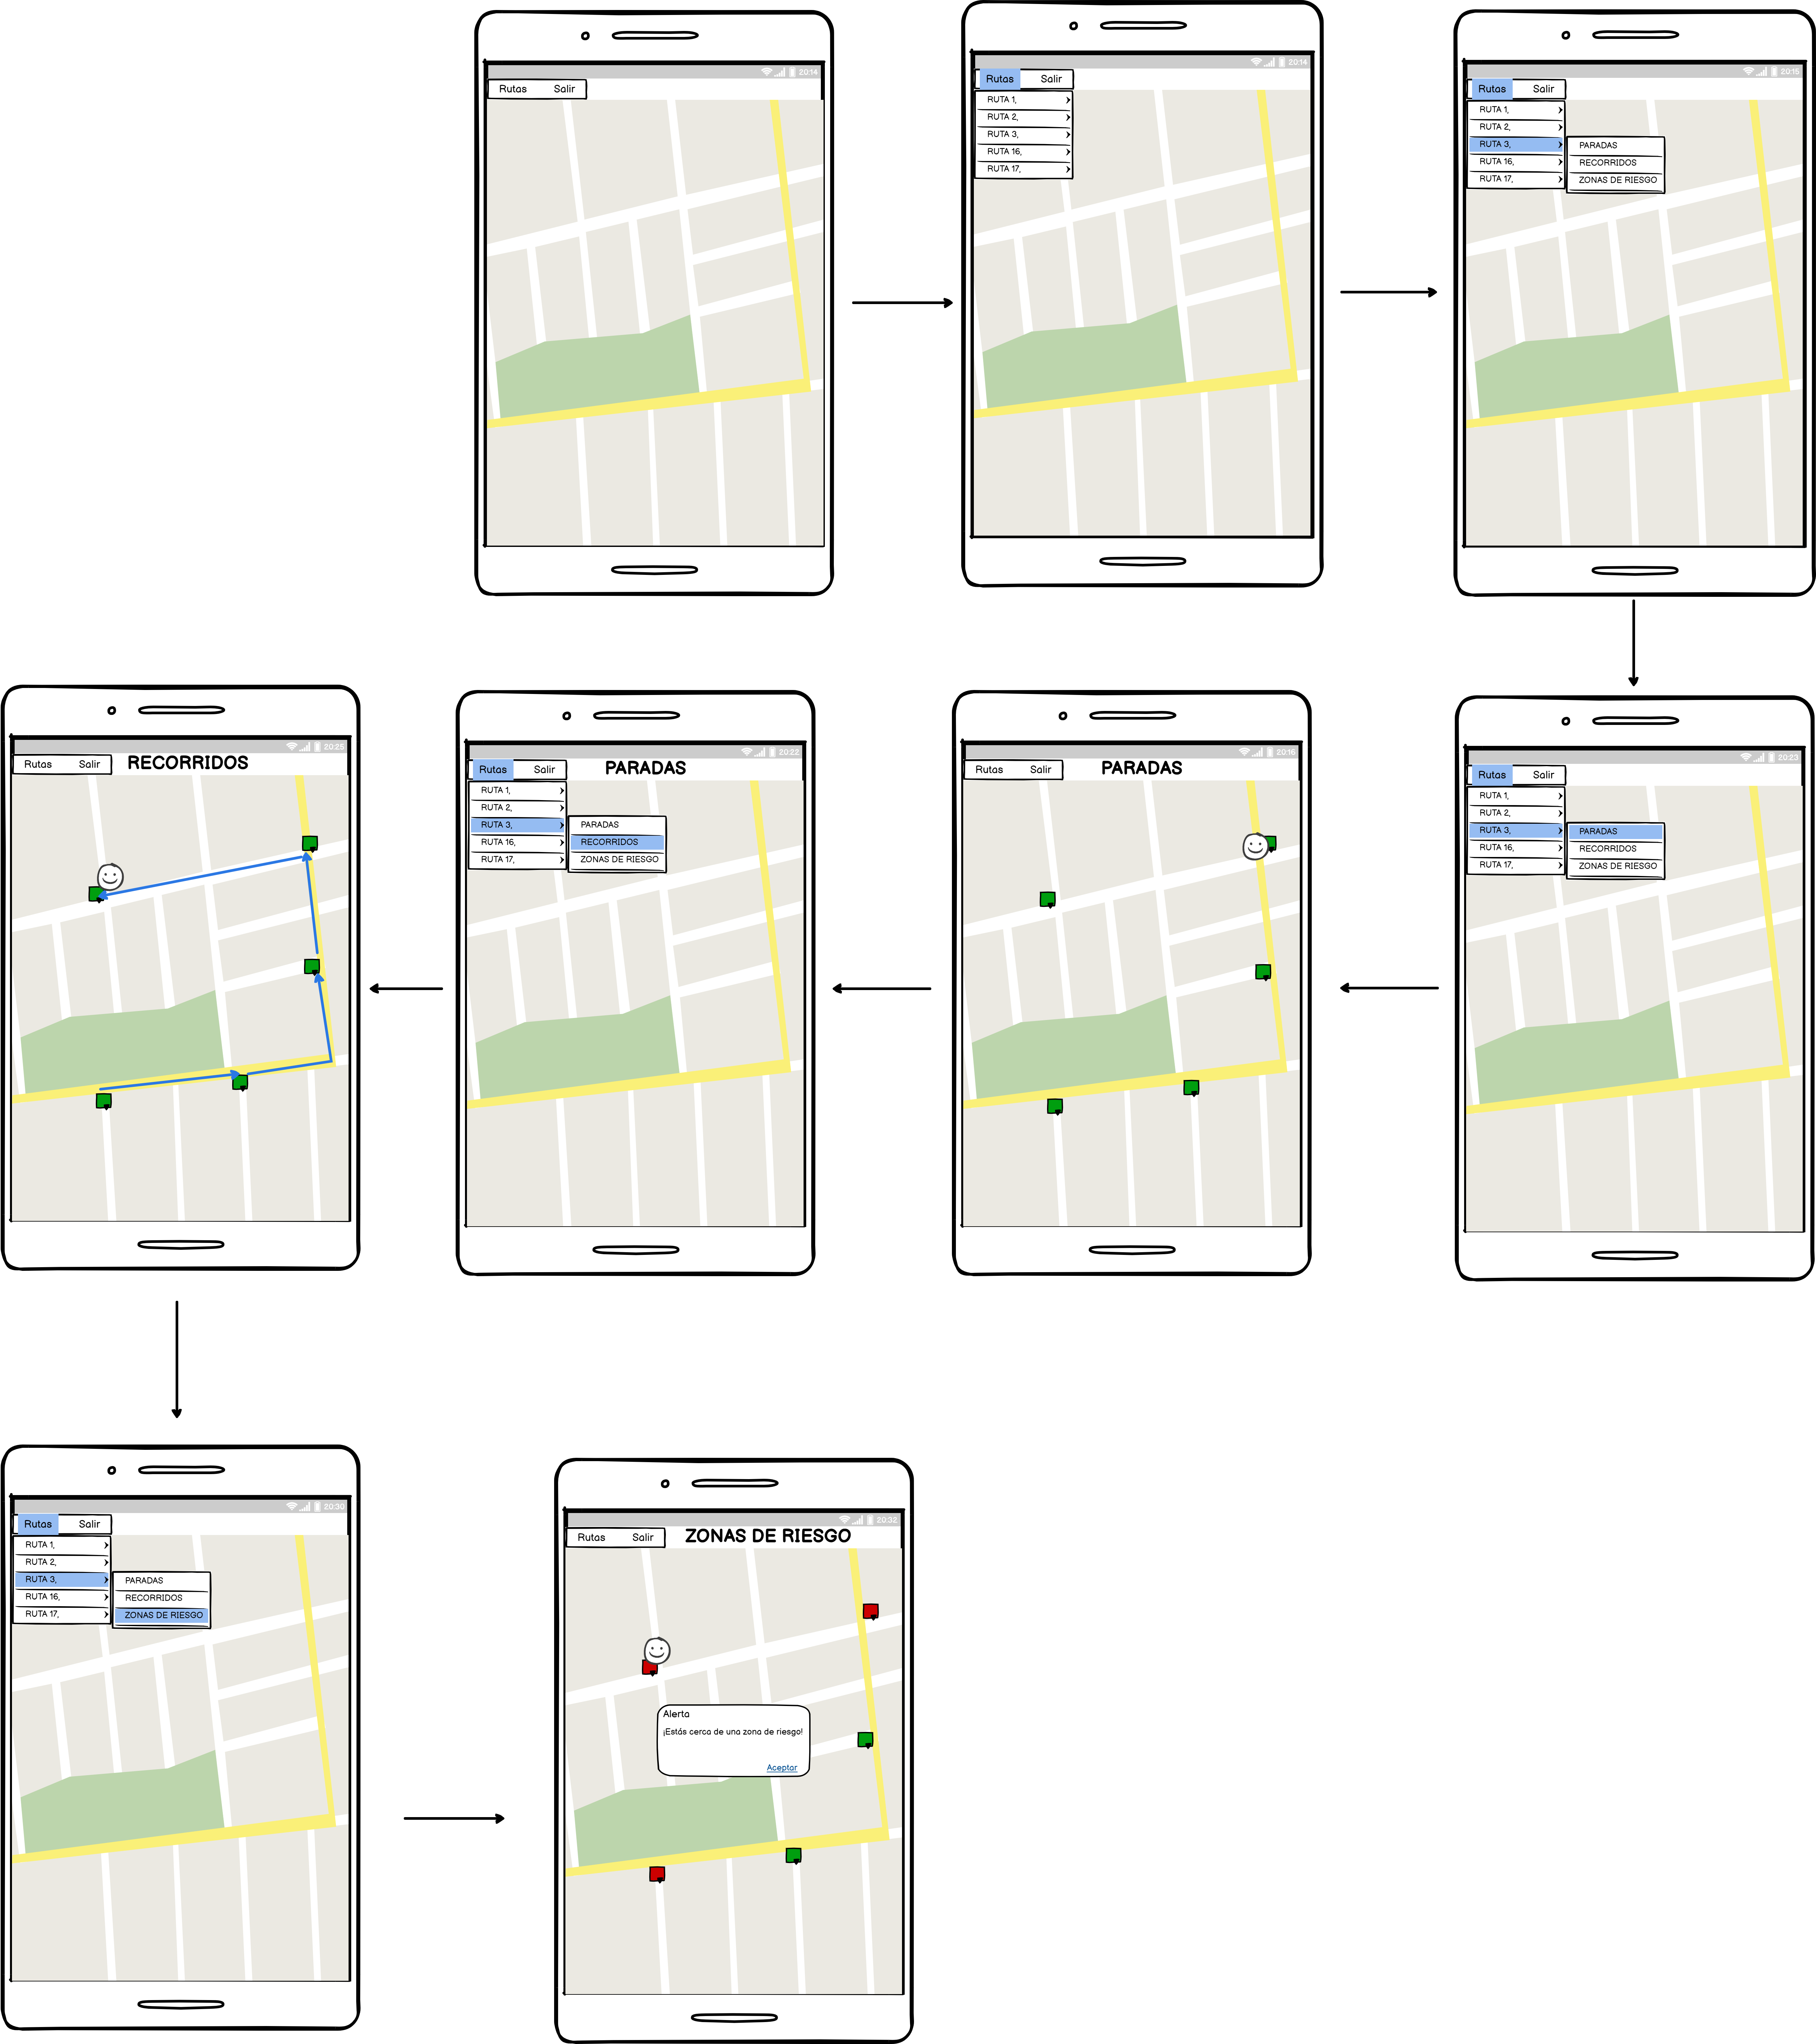 20:14
Rutas Salir
20:14
Rutas Salir
RUTA 1,
RUTA 2,
RUTA 3,
RUTA 16,
RUTA 17,
20:15
Rutas Salir
RUTA 1,
RUTA 2,
RUTA 3,
RUTA 16,
RUTA 17,
PARADAS
RECORRIDOS
ZONAS DE RIESGO
20:25
Rutas Salir RECORRIDOS
20:22
Rutas Salir PARADAS
RUTA 1,
RUTA 2,
RUTA 3,
RUTA 16,
RUTA 17,
PARADAS
RECORRIDOS
ZONAS DE RIESGO
20:16
Rutas Salir PARADAS
20:23
Rutas Salir
RUTA 1,
RUTA 2,
RUTA 3,
RUTA 16,
RUTA 17,
PARADAS
RECORRIDOS
ZONAS DE RIESGO
20:30
Rutas Salir
RUTA 1,
RUTA 2,
RUTA 3,
RUTA 16,
RUTA 17,
PARADAS
RECORRIDOS
ZONAS DE RIESGO
20:32
Rutas Salir ZONAS DE RIESGO
Alerta
¡Estás cerca de una zona de riesgo!
Aceptar